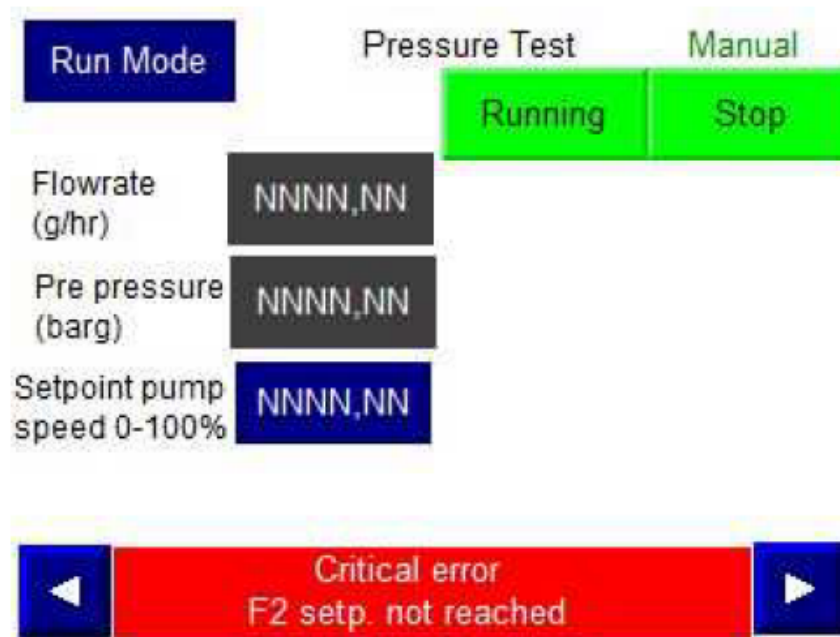 Run Mode
Pressure Test
Manual
Running
Stop
Flowrate
(g/hr)
NNNN,NN
Pre pressure
(barg)
NNNN,NN
Setpoint pump
speed 0-100%
NNNN,NN
Critical error
F2 setp. not reached